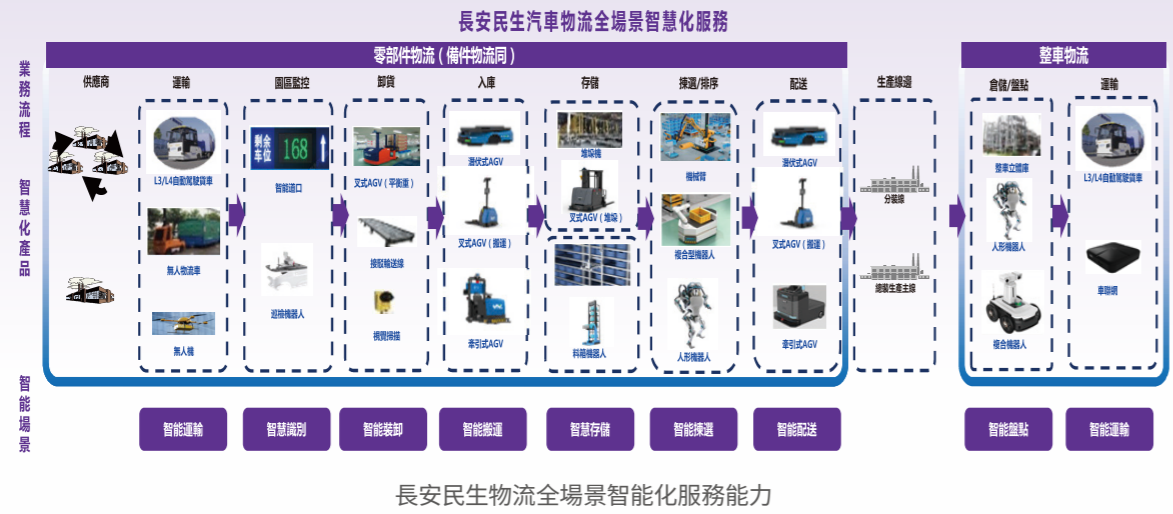 長安民生汽車物流全場景智慧化服務
零部件物流(備件物流同)
整車物流
業務流程
智慧化產品
智能場景
供應商
運輸
園區監控
卸貨
入庫
存儲
揀選/排序
配送
生產線邊
倉儲/盤點
運輸
L3/L4自動駕駛貨車
無人物流車
無人機
剩余车位 168
智能道口
巡檢機器人
叉式AGV(平衡重)
接駁輸送線
視覺掃描
潛伏式AGV
叉式AGV(搬運)
牽引式AGV
堆垛機
叉式AGV(堆垛)
料箱機器人
機械臂
複合型機器人
人形機器人
潛伏式AGV
叉式AGV(搬運)
牽引式AGV
分裝線
總裝生產主線
整車立體庫
人形機器人
複合機器人
L3/L4自動駕駛貨車
車聯網
智能運輸
智慧識別
智能裝卸
智能搬運
智慧存儲
智能揀選
智能配送
智能盤點
智能運輸
長安民生物流全場景智能化服務能力